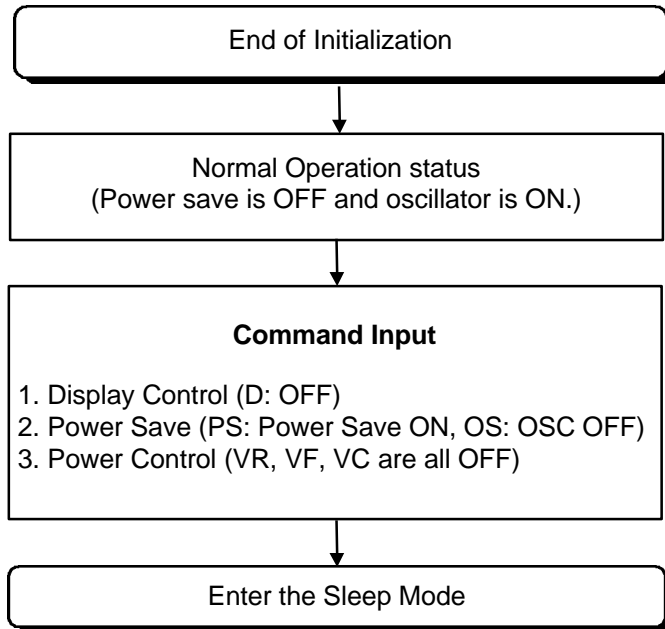 End of Initialization
Normal Operation status
(Power save is OFF and oscillator is ON.)
Command Input
1. Display Control (D: OFF)
2. Power Save (PS: Power Save ON, OS: OSC OFF)
3. Power Control (VR, VF, VC are all OFF)
Enter the Sleep Mode